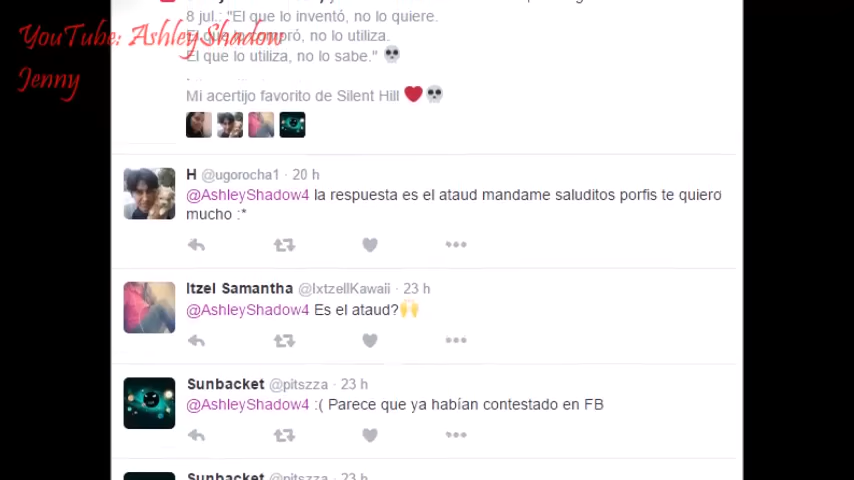 YouTube: AshleyShadow
Jenny
8 jul.: "El que lo inventó, no lo quiere.
El que lo compró, no lo utiliza.
El que lo utiliza, no lo sabe." 💀
Mi acertijo favorito de Silent Hill ❤️💀
H @ugorocha1 · 20 h
@AshleyShadow4 la respuesta es el ataud mandame saluditos porfis te quiero
mucho :*
Itzel Samantha @IxtzellKawaii · 23 h
@AshleyShadow4 Es el ataud?🙌
Sunbacket @pitszza · 23 h
@AshleyShadow4 :( Parece que ya habían contestado en FB
Sunbacket @pitszza · 23 h